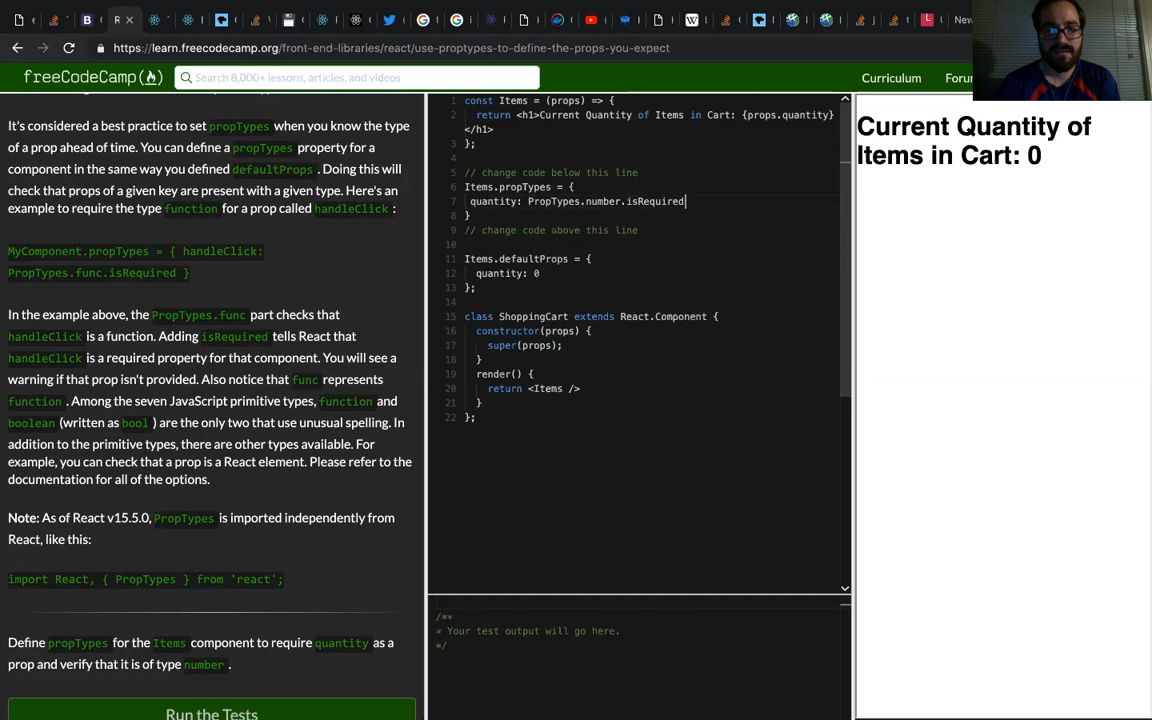 https://learn.freecodecamp.org/front-end-libraries/react/use-proptypes-to-define-the-props-you-expect
freeCodeCamp
Search 8,000+ lessons, articles, and videos
Curriculum
Forum
It's considered a best practice to set propTypes when you know the type
of a prop ahead of time. You can define a propTypes property for a
component in the same way you defined defaultProps. Doing this will
check that props of a given key are present with a given type. Here's an
example to require the type function for a prop called handleClick:
MyComponent.propTypes = { handleClick:
PropTypes.func.isRequired }
In the example above, the PropTypes.func part checks that
handleClick is a function. Adding isRequired tells React that
handleClick is a required property for that component. You will see a
warning if that prop isn't provided. Also notice that func represents
function. Among the seven JavaScript primitive types, function and
boolean (written as bool) are the only two that use unusual spelling. In
addition to the primitive types, there are other types available. For
example, you can check that a prop is a React element. Please refer to the
documentation for all of the options.
Note: As of React v15.5.0, PropTypes is imported independently from
React, like this:
import React, { PropTypes } from 'react';
Define propTypes for the Items component to require quantity as a
prop and verify that it is of type number.
Run the Tests
1 const Items = (props) => {
2 return <h1>Current Quantity of Items in Cart: {props.quantity}
</h1>
3 };
4
5 // change code below this line
6 Items.propTypes = {
7 quantity: PropTypes.number.isRequired
8 }
9 // change code above this line
10
11 Items.defaultProps = {
12 quantity: 0
13 };
14
15 class ShoppingCart extends React.Component {
16 constructor(props) {
17 super(props);
18 }
19 render() {
20 return <Items />
21 }
22 };
/**
* Your test output will go here.
*/
Current Quantity of
Items in Cart: 0